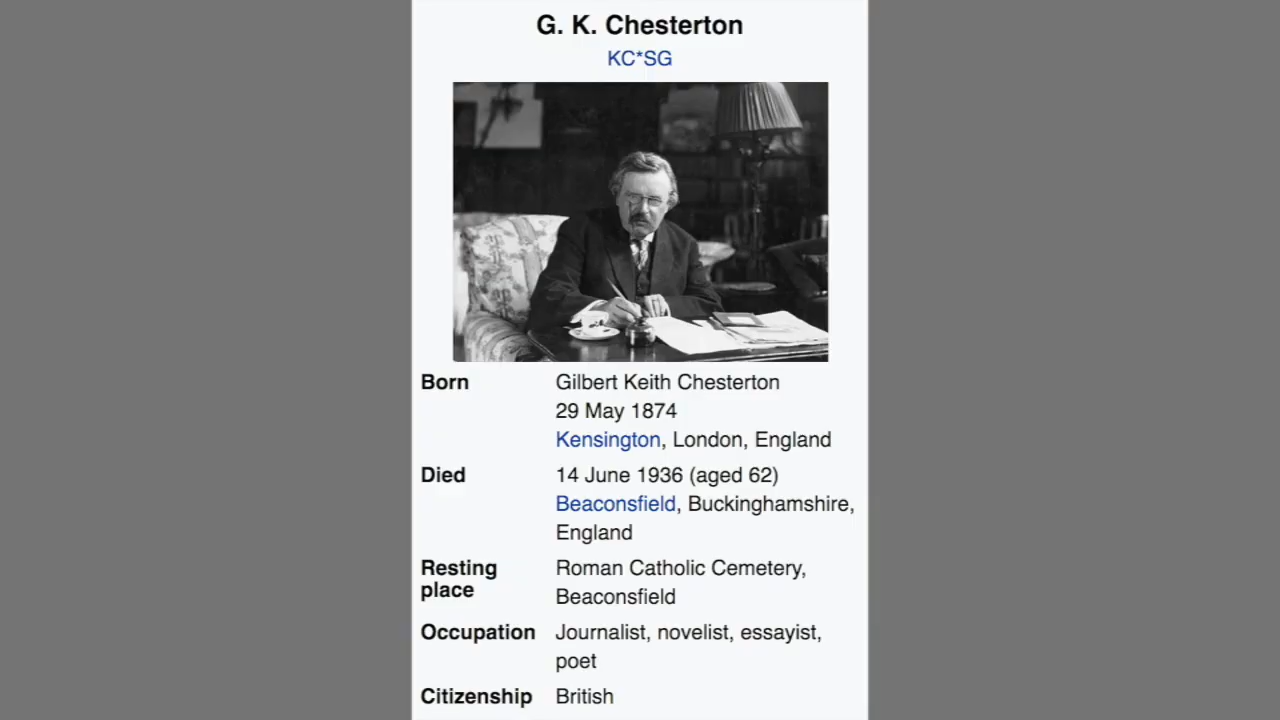 G. K. Chesterton
KC*SG
Born Gilbert Keith Chesterton
29 May 1874
Kensington, London, England
Died 14 June 1936 (aged 62)
Beaconsfield, Buckinghamshire,
England
Resting place Roman Catholic Cemetery,
Beaconsfield
Occupation Journalist, novelist, essayist,
poet
Citizenship British